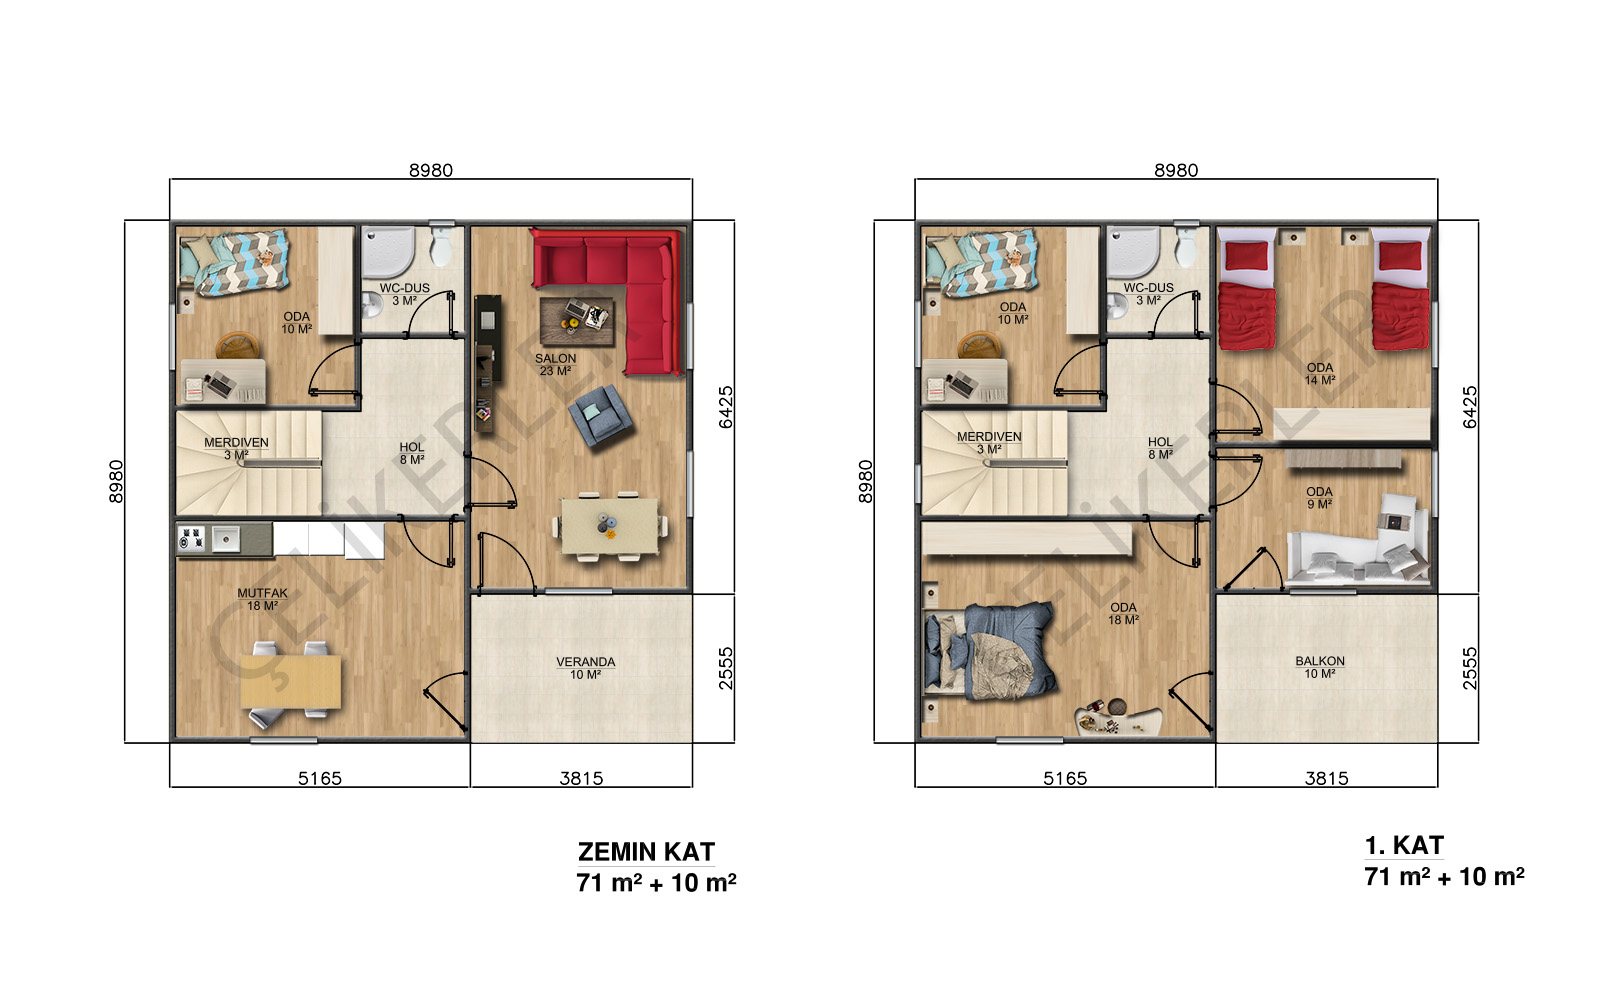 8980
8980
6425
2555
5165
3815
ODA
10 M²
WC-DUS
3 M²
SALON
23 M²
MERDIVEN
3 M²
HOL
8 M²
MUTFAK
18 M²
VERANDA
10 M²
ÇELİKERLER
ZEMIN KAT
71 m² + 10 m²
8980
8980
6425
2555
5165
3815
ODA
10 M²
WC-DUS
3 M²
ODA
14 M²
MERDIVEN
3 M²
HOL
8 M²
ODA
9 M²
ODA
18 M²
BALKON
10 M²
ÇELİKERLER
1. KAT
71 m² + 10 m²